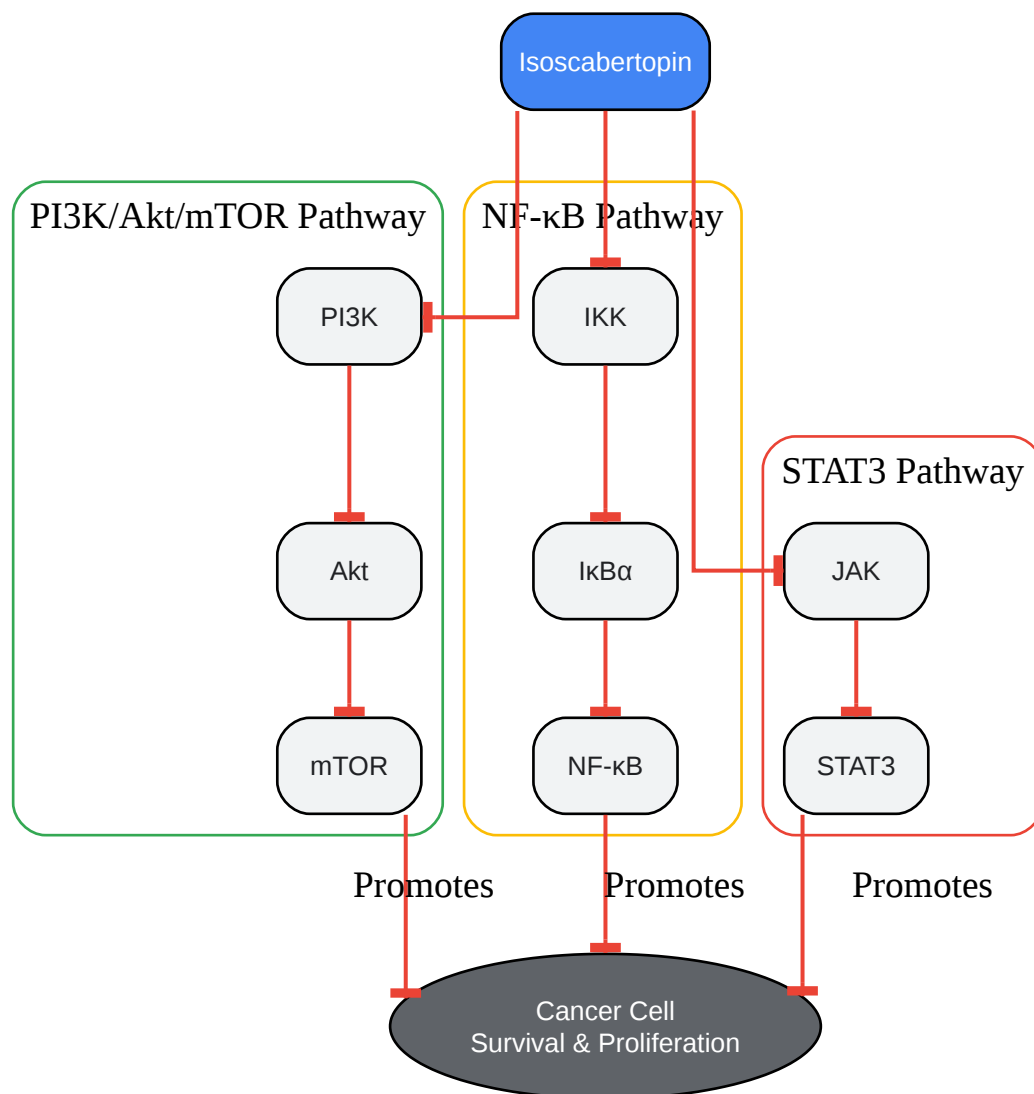 Isoscabertopin
PI3K/Akt/mTOR Pathway
NF-κB Pathway
PI3K
IKK
STAT3 Pathway
Akt
IκBα
JAK
mTOR
NF-κB
STAT3
Promotes
Promotes
Promotes
Cancer Cell
Survival & Proliferation